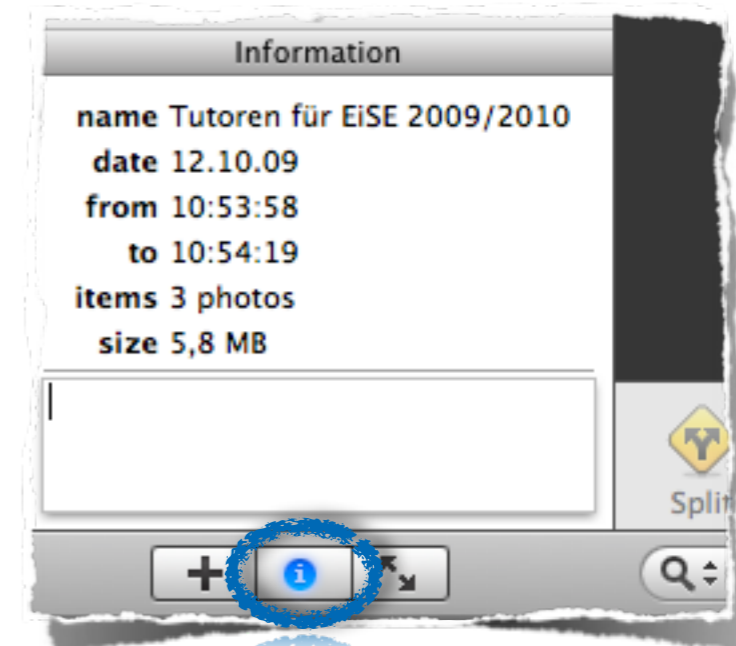 Information
name Tutoren für EiSE 2009/2010
date 12.10.09
from 10:53:58
to 10:54:19
items 3 photos
size 5,8 MB
Split